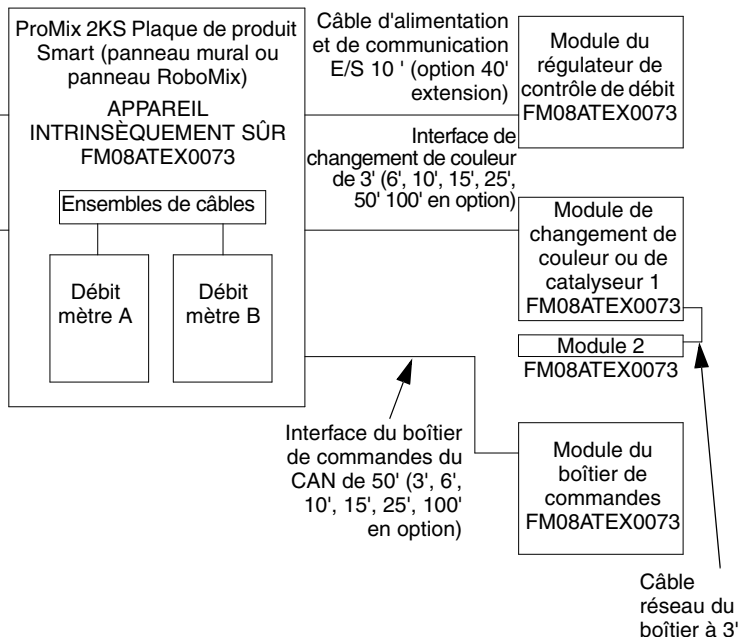 ProMix 2KS Plaque de produit
Smart (panneau mural ou
panneau RoboMix)
APPAREIL
INTRINSÈQUEMENT SÛR
FM08ATEX0073
Ensembles de câbles
Débit
mètre A
Débit
mètre B
Câble d'alimentation
et de communication
E/S 10 ' (option 40'
extension)
Module du
régulateur de
contrôle de débit
FM08ATEX0073
Interface de
changement de couleur
de 3' (6', 10', 15', 25',
50' 100' en option)
Module de
changement de
couleur ou de
catalyseur 1
FM08ATEX0073
Module 2
FM08ATEX0073
Interface du boîtier
de commandes du
CAN de 50' (3', 6',
10', 15', 25', 100'
en option)
Module du
boîtier de
commandes
FM08ATEX0073
Câble
réseau du
boîtier à 3'